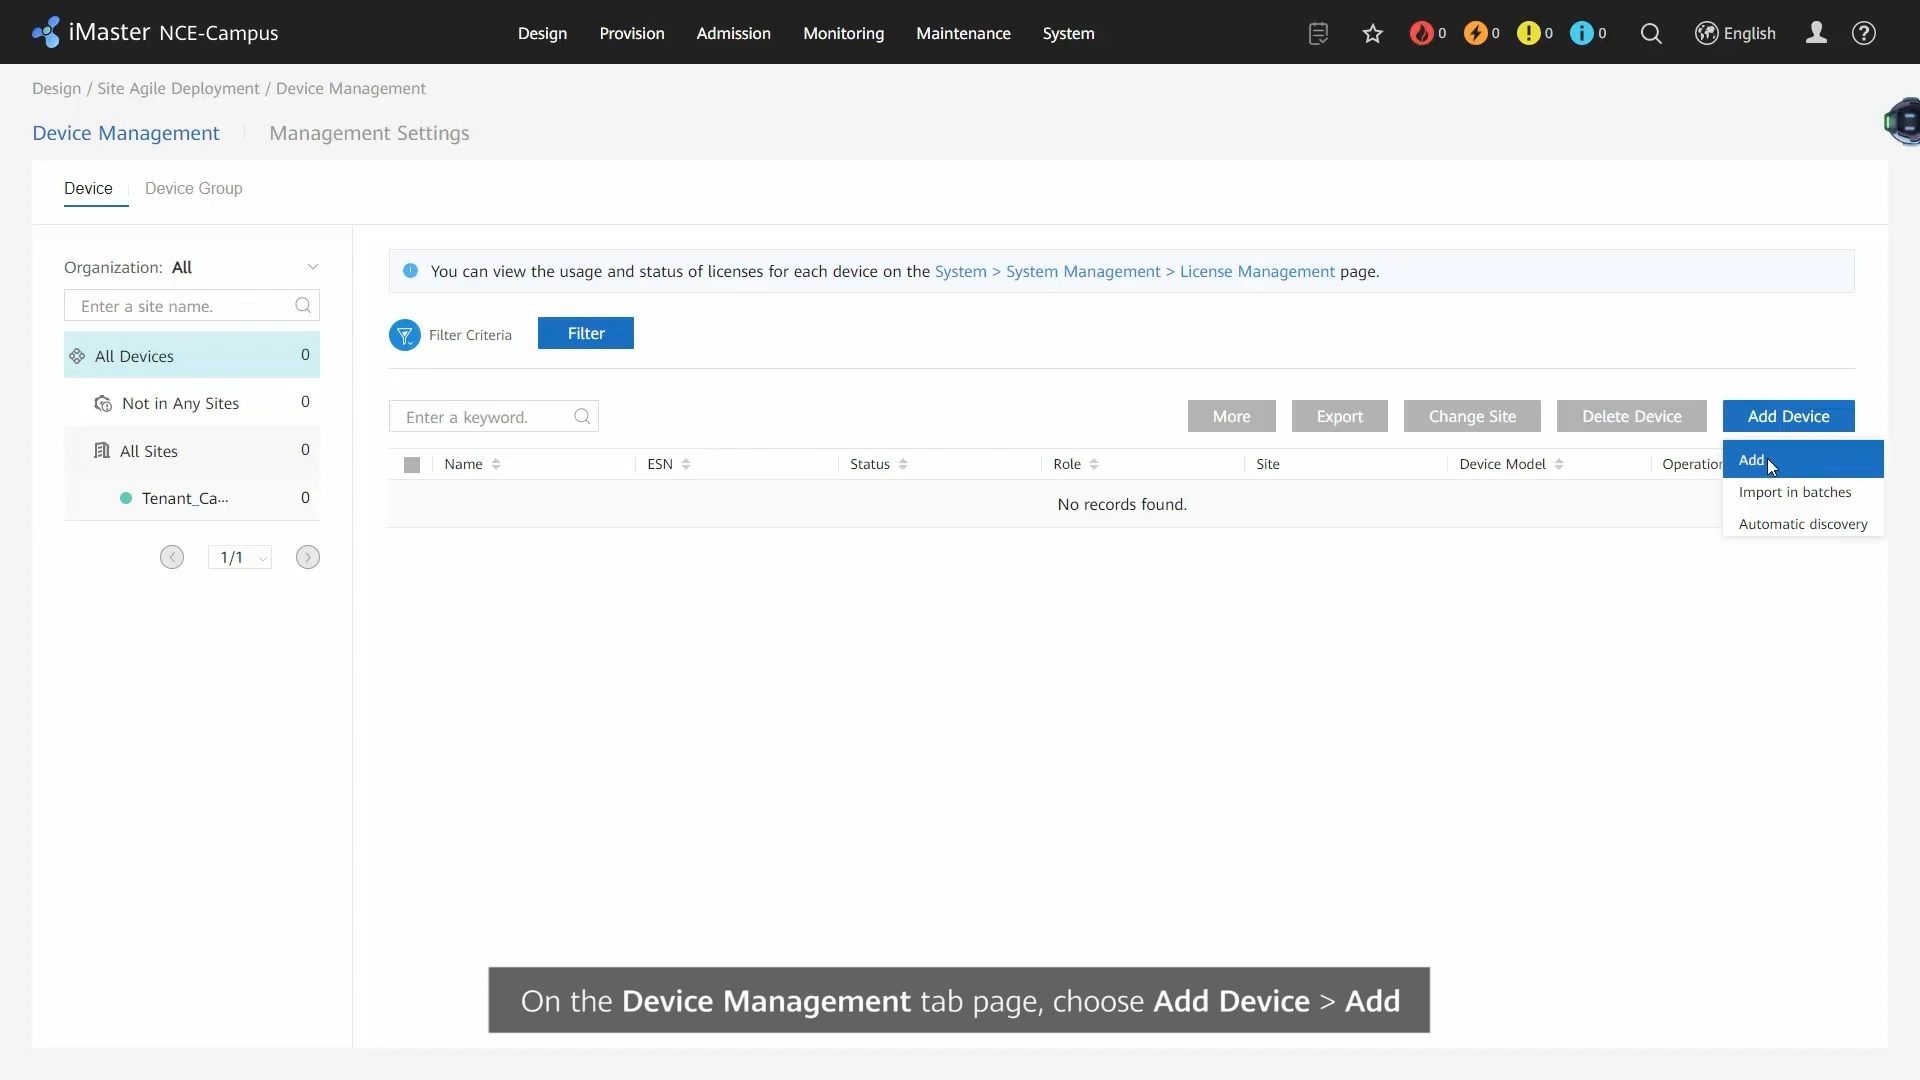 iMaster NCE-Campus
Design Provision Admission Monitoring Maintenance System
0 0 0 0 English
Design / Site Agile Deployment / Device Management
Device Management Management Settings
Device Device Group
Organization: All
Enter a site name.
All Devices 0
Not in Any Sites 0
All Sites 0
Tenant_Ca... 0
1/1
You can view the usage and status of licenses for each device on the System > System Management > License Management page.
Filter Criteria Filter
Enter a keyword. More Export Change Site Delete Device Add Device
Name ESN Status Role Site Device Model Operation
No records found.
Add
Import in batches
Automatic discovery
On the Device Management tab page, choose Add Device > Add